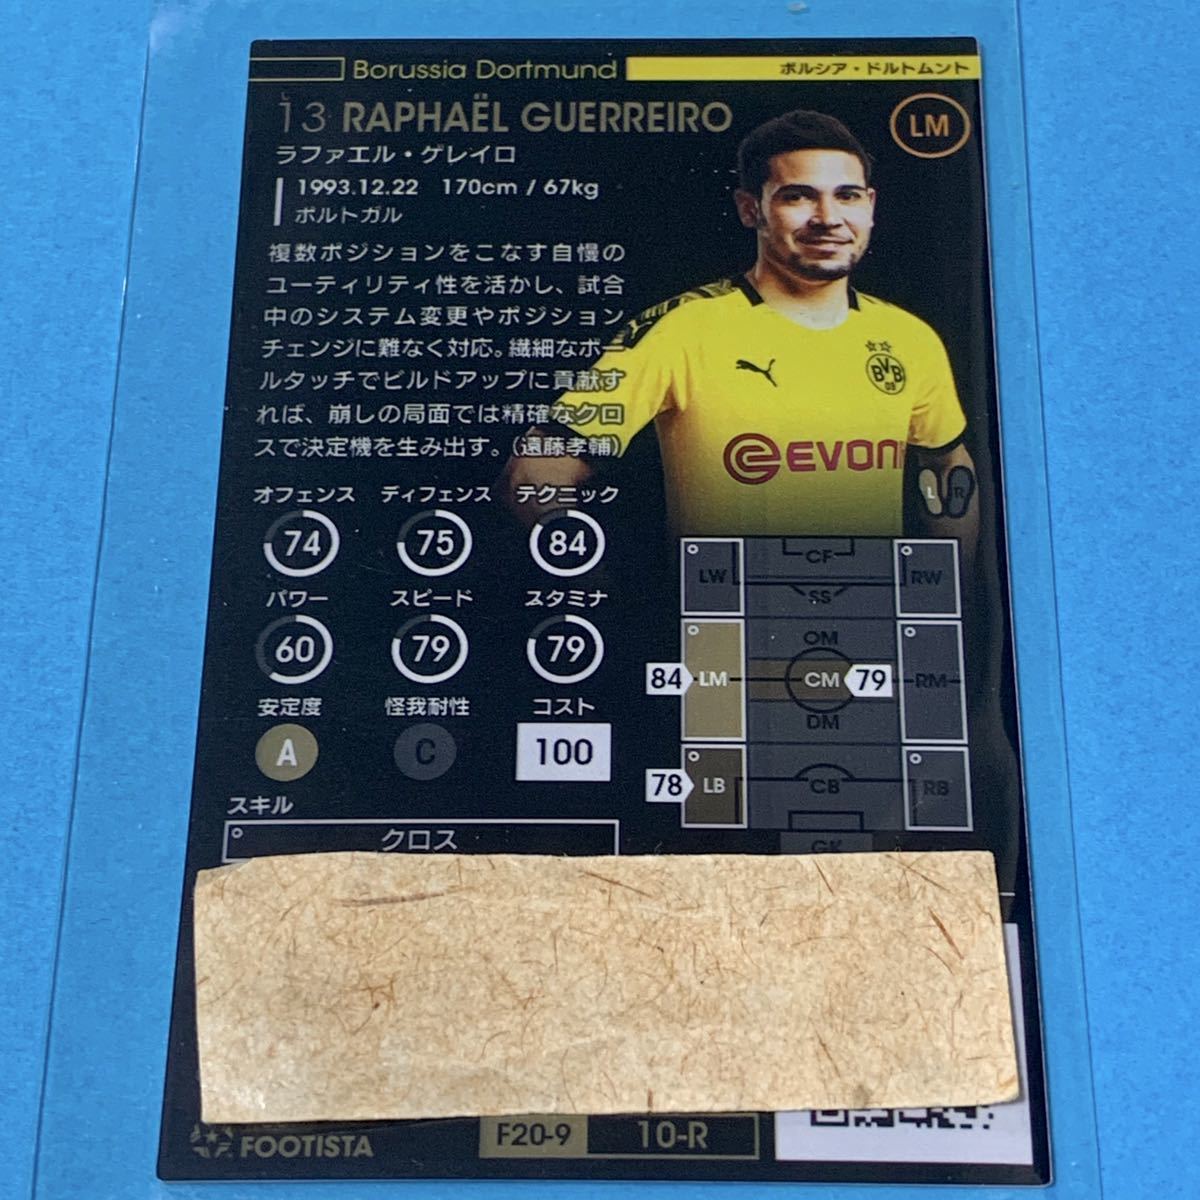 Borussia Dortmund
ボルシア・ドルトムント
13 RAPHAËL GUERREIRO
LM
ラファエル・ゲレイロ
1993.12.22 170cm / 67kg
ポルトガル
複数ポジションをこなす自慢の
ユーティリティ性を活かし、試合
中のシステム変更やポジション
チェンジに難なく対応。繊細なボー
ルタッチでビルドアップに貢献す
れば、崩しの局面では精確なクロ
スで決定機を生み出す。(遠藤孝輔)
BVB
09
EVONI
L R
オフェンス ディフェンス テクニック
74 75 84
パワー スピード スタミナ
60 79 79
安定度 怪我耐性 コスト
A C 100
CF
LW RW
SS
OM
84 LM CM 79 RM
DM
78 LB CB RB
GK
スキル
クロス
FOOTISTA
F20-9 10-R